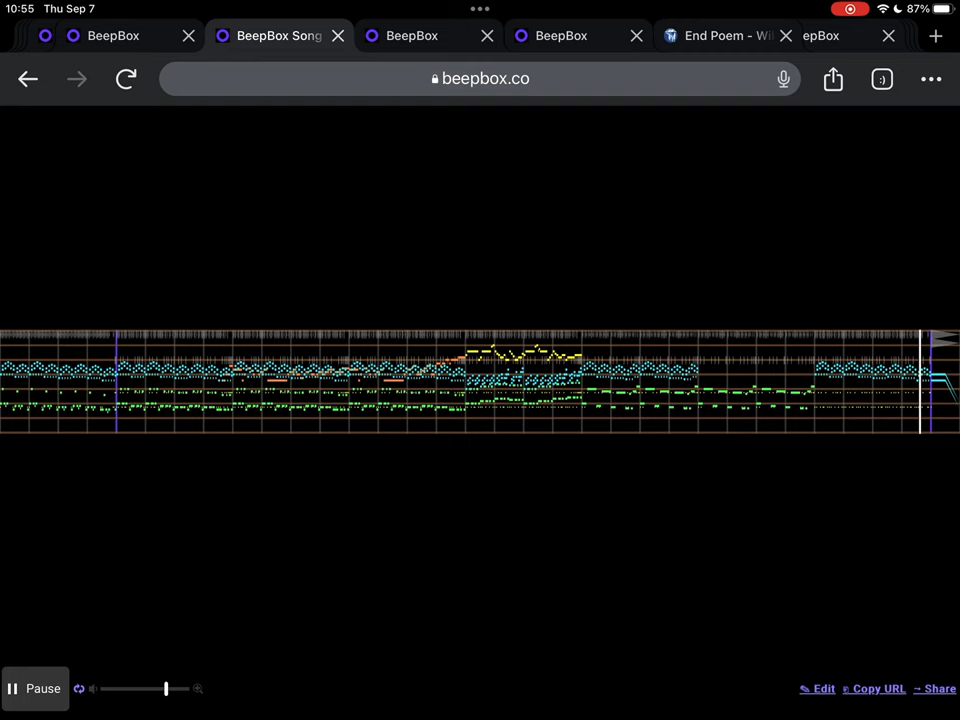 10:55 Thu Sep 7 87%
BeepBox BeepBox Song BeepBox BeepBox End Poem - Wi epBox
beepbox.co
Pause Edit Copy URL Share